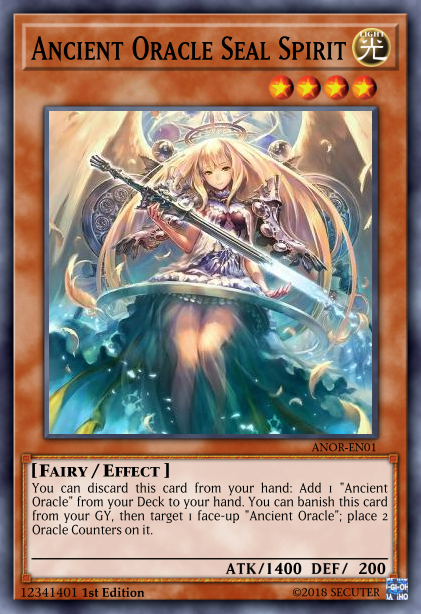 ANCIENT ORACLE SEAL SPIRIT
LIGHT
光
ANOR-EN01
[FAIRY / EFFECT ]
You can discard this card from your hand: Add 1 "Ancient
Oracle" from your Deck to your hand. You can banish this card
from your GY, then target 1 face-up "Ancient Oracle"; place 2
Oracle Counters on it.
ATK/1400 DEF/ 200
12341401 1st Edition
©2018 SECUTER